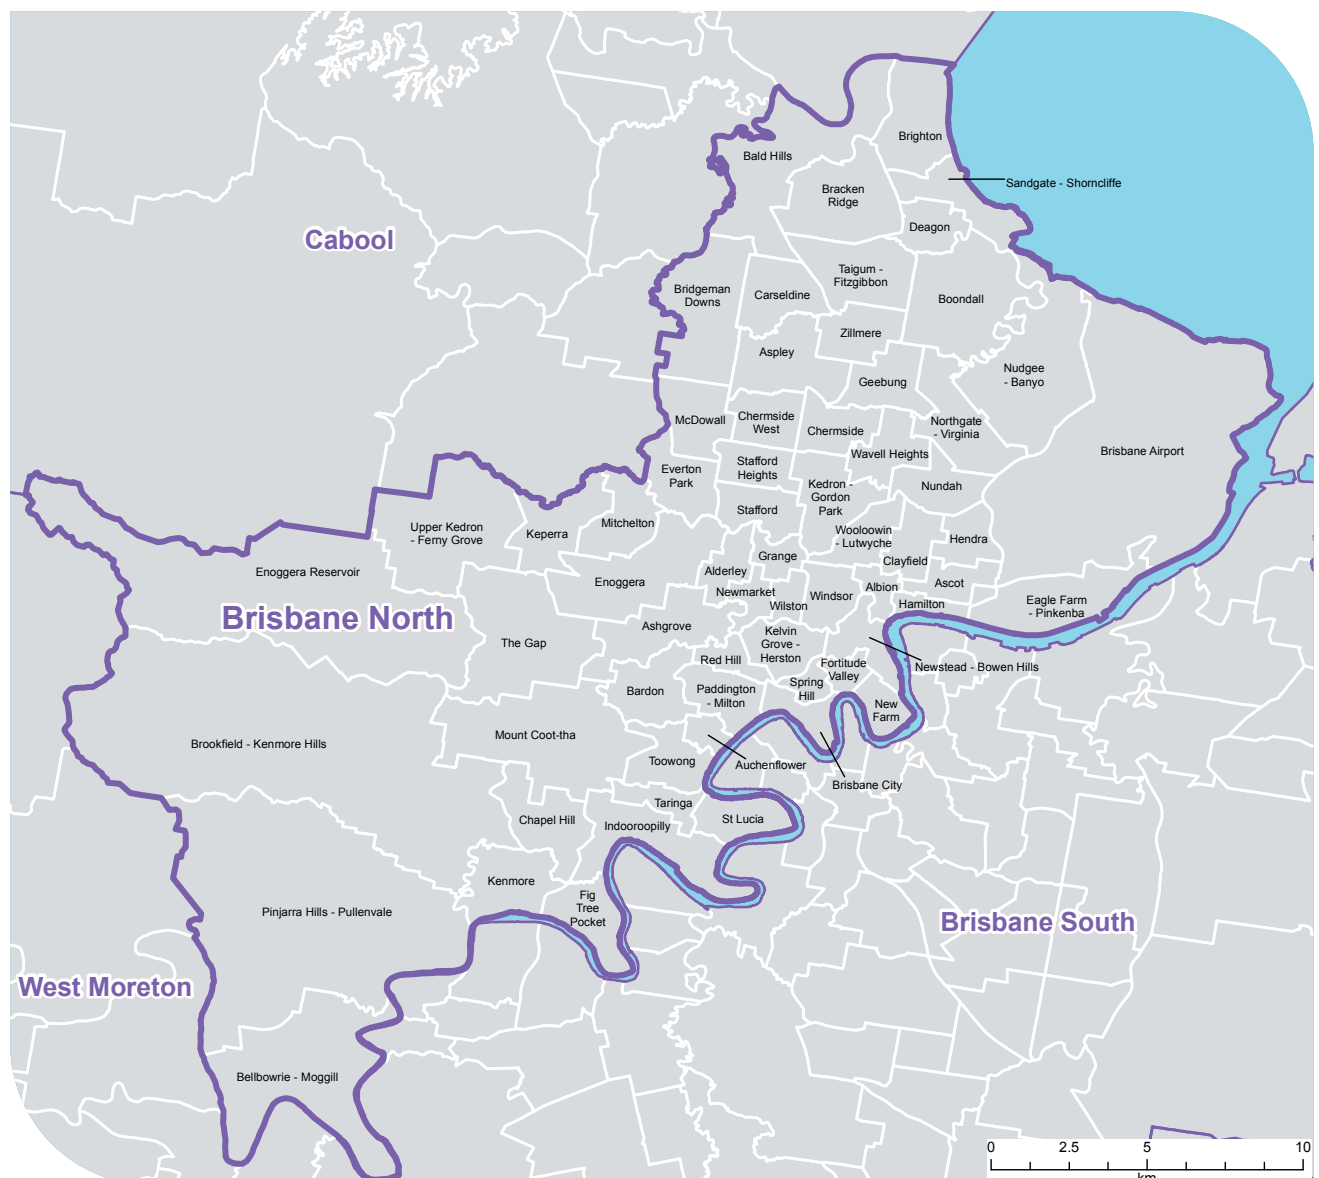 Brighton
Bald Hills
Sandgate - Shorncliffe
Bracken
Ridge
Deagon
Cabool
Taigum -
Fitzgibbon
Bridgeman
Downs
Carseldine
Boondall
Zillmere
Aspley
Geebung
Nudgee
- Banyo
McDowall
Chermside
West
Chermside
Northgate
- Virginia
Brisbane Airport
Wavell Heights
Everton
Park
Stafford
Heights
Nundah
Kedron -
Gordon
Park
Stafford
Upper Kedron
- Ferny Grove
Keperra
Mitchelton
Wooloowin
- Lutwyche
Hendra
Grange
Clayfield
Enoggera Reservoir
Alderley
Enoggera
Newmarket
Wilston
Windsor
Albion
Ascot
Hamilton
Eagle Farm
- Pinkenba
Brisbane North
Ashgrove
The Gap
Kelvin
Grove -
Herston
Red Hill
Fortitude
Valley
Newstead - Bowen Hills
Bardon
Paddington
- Milton
Spring
Hill
New
Farm
Brookfield - Kenmore Hills
Mount Coot-tha
Toowong
Auchenflower
Brisbane City
Taringa
Chapel Hill
Indooroopilly
St Lucia
Kenmore
Fig
Tree
Pocket
Pinjarra Hills - Pullenvale
Brisbane South
West Moreton
Bellbowrie - Moggill
0 2.5 5 10
km